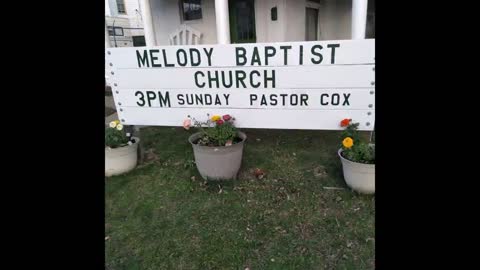 MELODY BAPTIST
CHURCH
3PM SUNDAY PASTOR COX